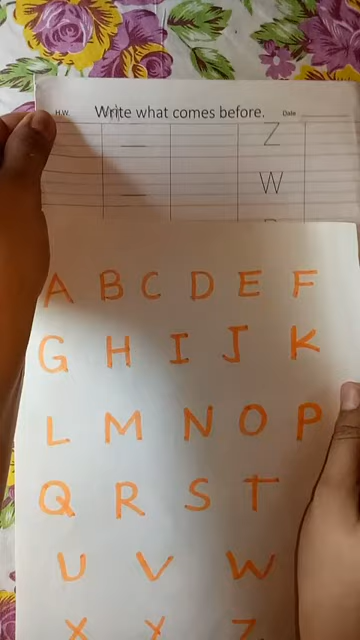 H.W. Write what comes before. Date
Z
W
A B C D E F
G H I J K
L M N O P
Q R S T
U V W
X Y Z